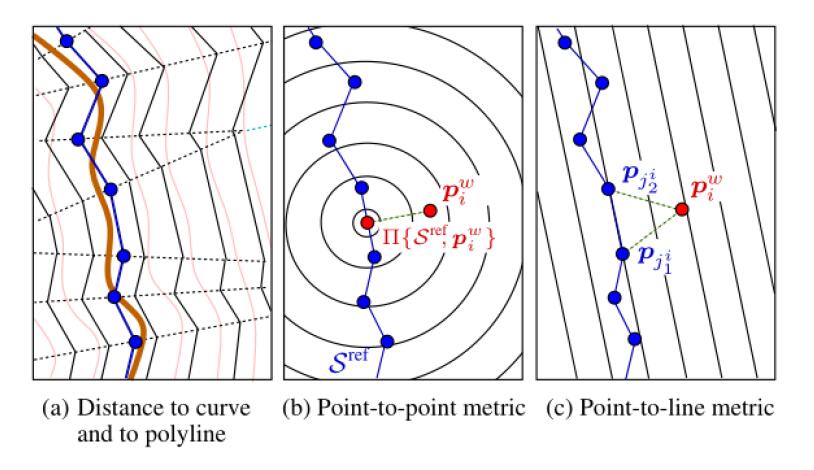 p_i^w
Π{S^ref, p_i^w}
S^ref
p_{j_2^i}
p_i^w
p_{j_1^i}
(a) Distance to curve
and to polyline
(b) Point-to-point metric
(c) Point-to-line metric